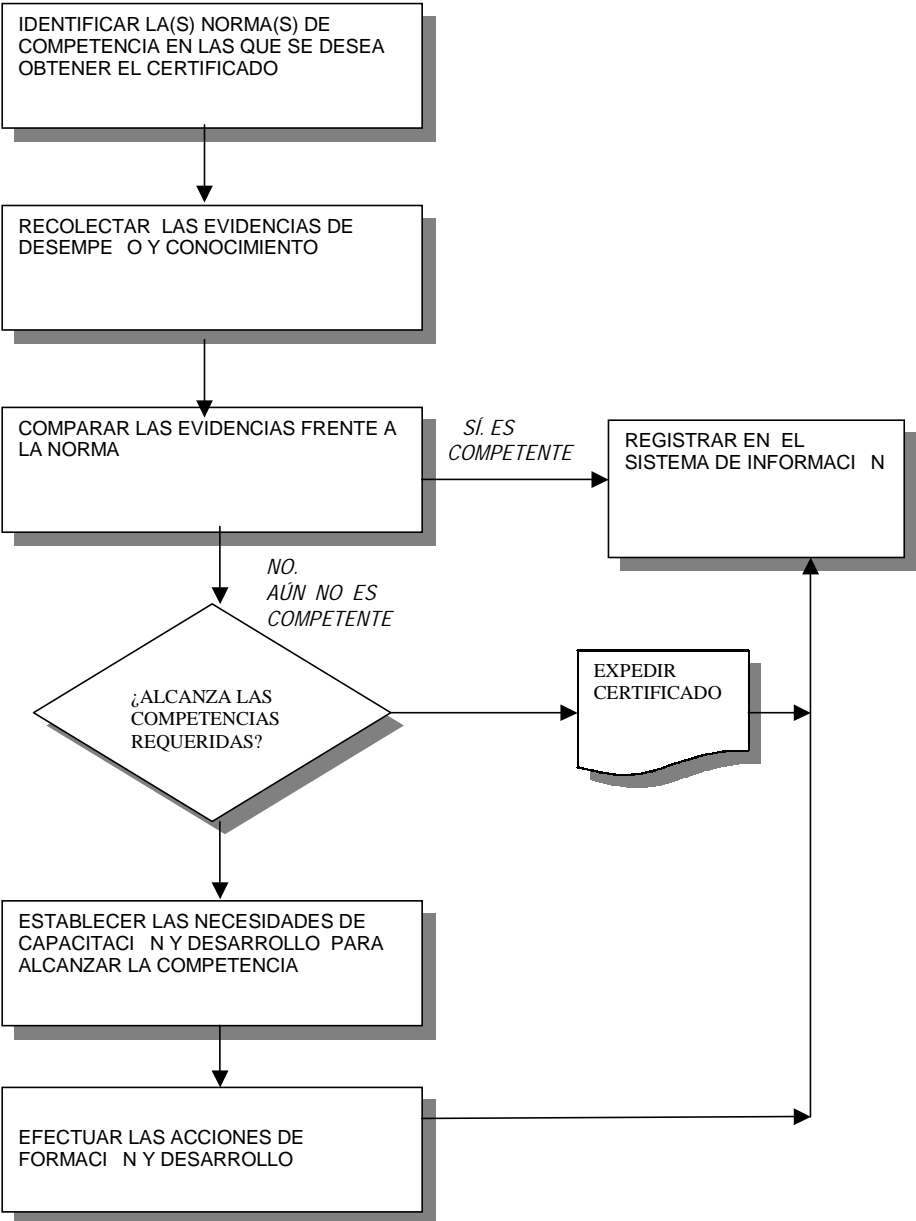 IDENTIFICAR LA(S) NORMA(S) DE
COMPETENCIA EN LAS QUE SE DESEA
OBTENER EL CERTIFICADO
RECOLECTAR LAS EVIDENCIAS DE
DESEMPE O Y CONOCIMIENTO
COMPARAR LAS EVIDENCIAS FRENTE A
LA NORMA
SÍ. ES
COMPETENTE
REGISTRAR EN EL
SISTEMA DE INFORMACI N
NO.
AÚN NO ES
COMPETENTE
¿ALCANZA LAS
COMPETENCIAS
REQUERIDAS?
EXPEDIR
CERTIFICADO
ESTABLECER LAS NECESIDADES DE
CAPACITACI N Y DESARROLLO PARA
ALCANZAR LA COMPETENCIA
EFECTUAR LAS ACCIONES DE
FORMACI N Y DESARROLLO